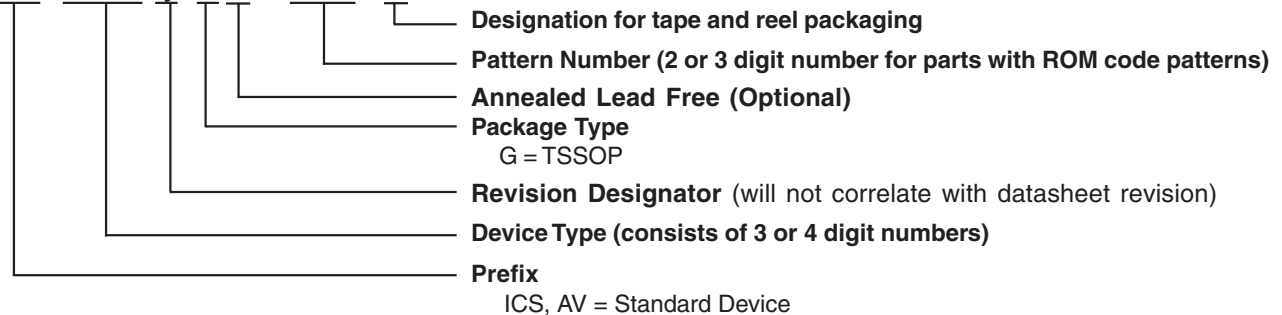 Designation for tape and reel packaging
Pattern Number (2 or 3 digit number for parts with ROM code patterns)
Annealed Lead Free (Optional)
Package Type
G = TSSOP
Revision Designator (will not correlate with datasheet revision)
Device Type (consists of 3 or 4 digit numbers)
Prefix
ICS, AV = Standard Device